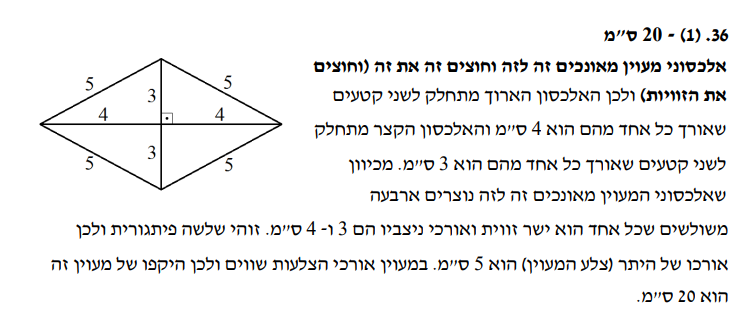 36. (1) - 20 ס״מ
אלכסוני מעוין מאונכים זה לזה וחוצים זה את זה (וחוצים
את הזוויות) ולכן האלכסון הארוך מתחלק לשני קטעים
שאורך כל אחד מהם הוא 4 ס״מ והאלכסון הקצר מתחלק
לשני קטעים שאורך כל אחד מהם הוא 3 ס״מ. מכיוון
שאלכסוני המעוין מאונכים זה לזה נוצרים ארבעה
משולשים שכל אחד הוא ישר זווית ואורכי ניצביו הם 3 ו- 4 ס״מ. זוהי שלשה פיתגורית ולכן
אורכו של היתר (צלע המעוין) הוא 5 ס״מ. במעוין אורכי הצלעות שווים ולכן היקפו של מעוין זה
הוא 20 ס״מ.
5 5
3
4 4
3
5 5